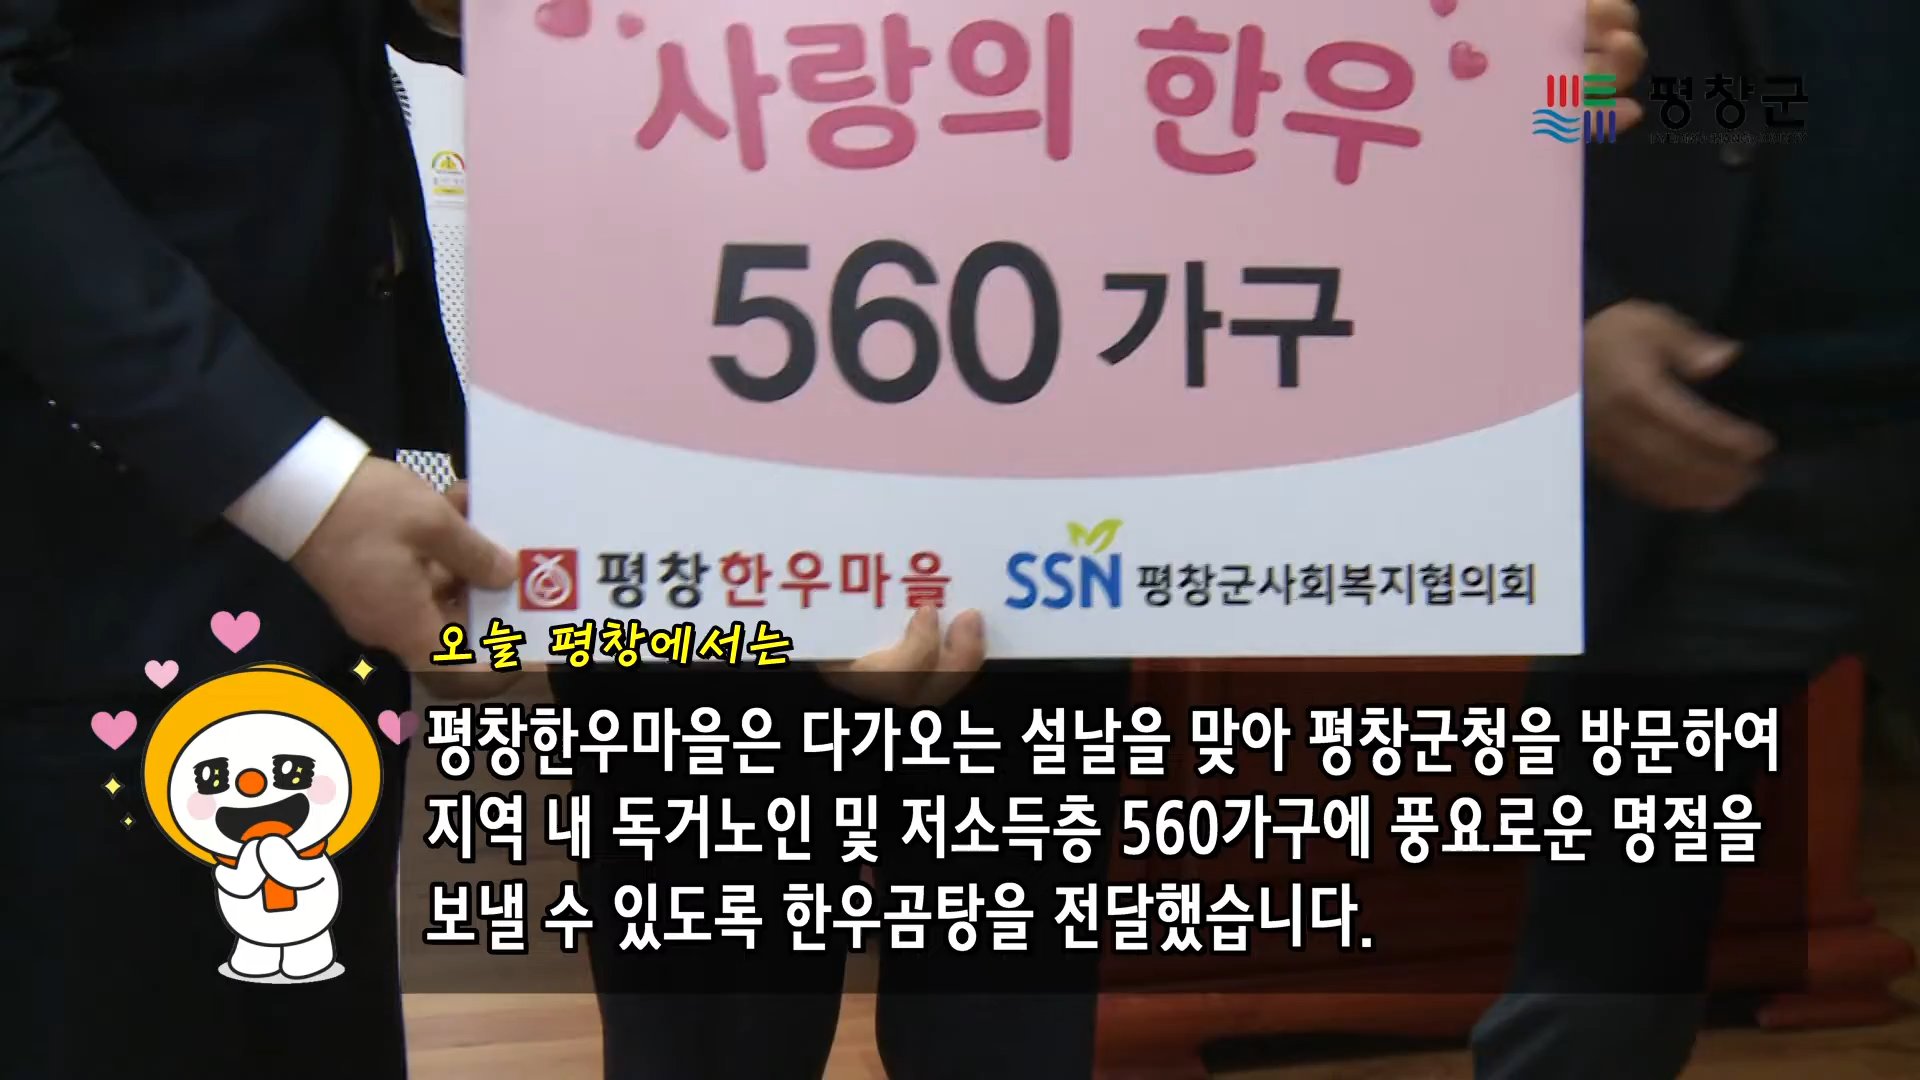 사랑의 한우
평창군
560 가구
평창한우마을
SSN 평창군사회복지협의회
오늘 평창에서는
평창한우마을은 다가오는 설날을 맞아 평창군청을 방문하여
지역 내 독거노인 및 저소득층 560가구에 풍요로운 명절을
보낼 수 있도록 한우곰탕을 전달했습니다.